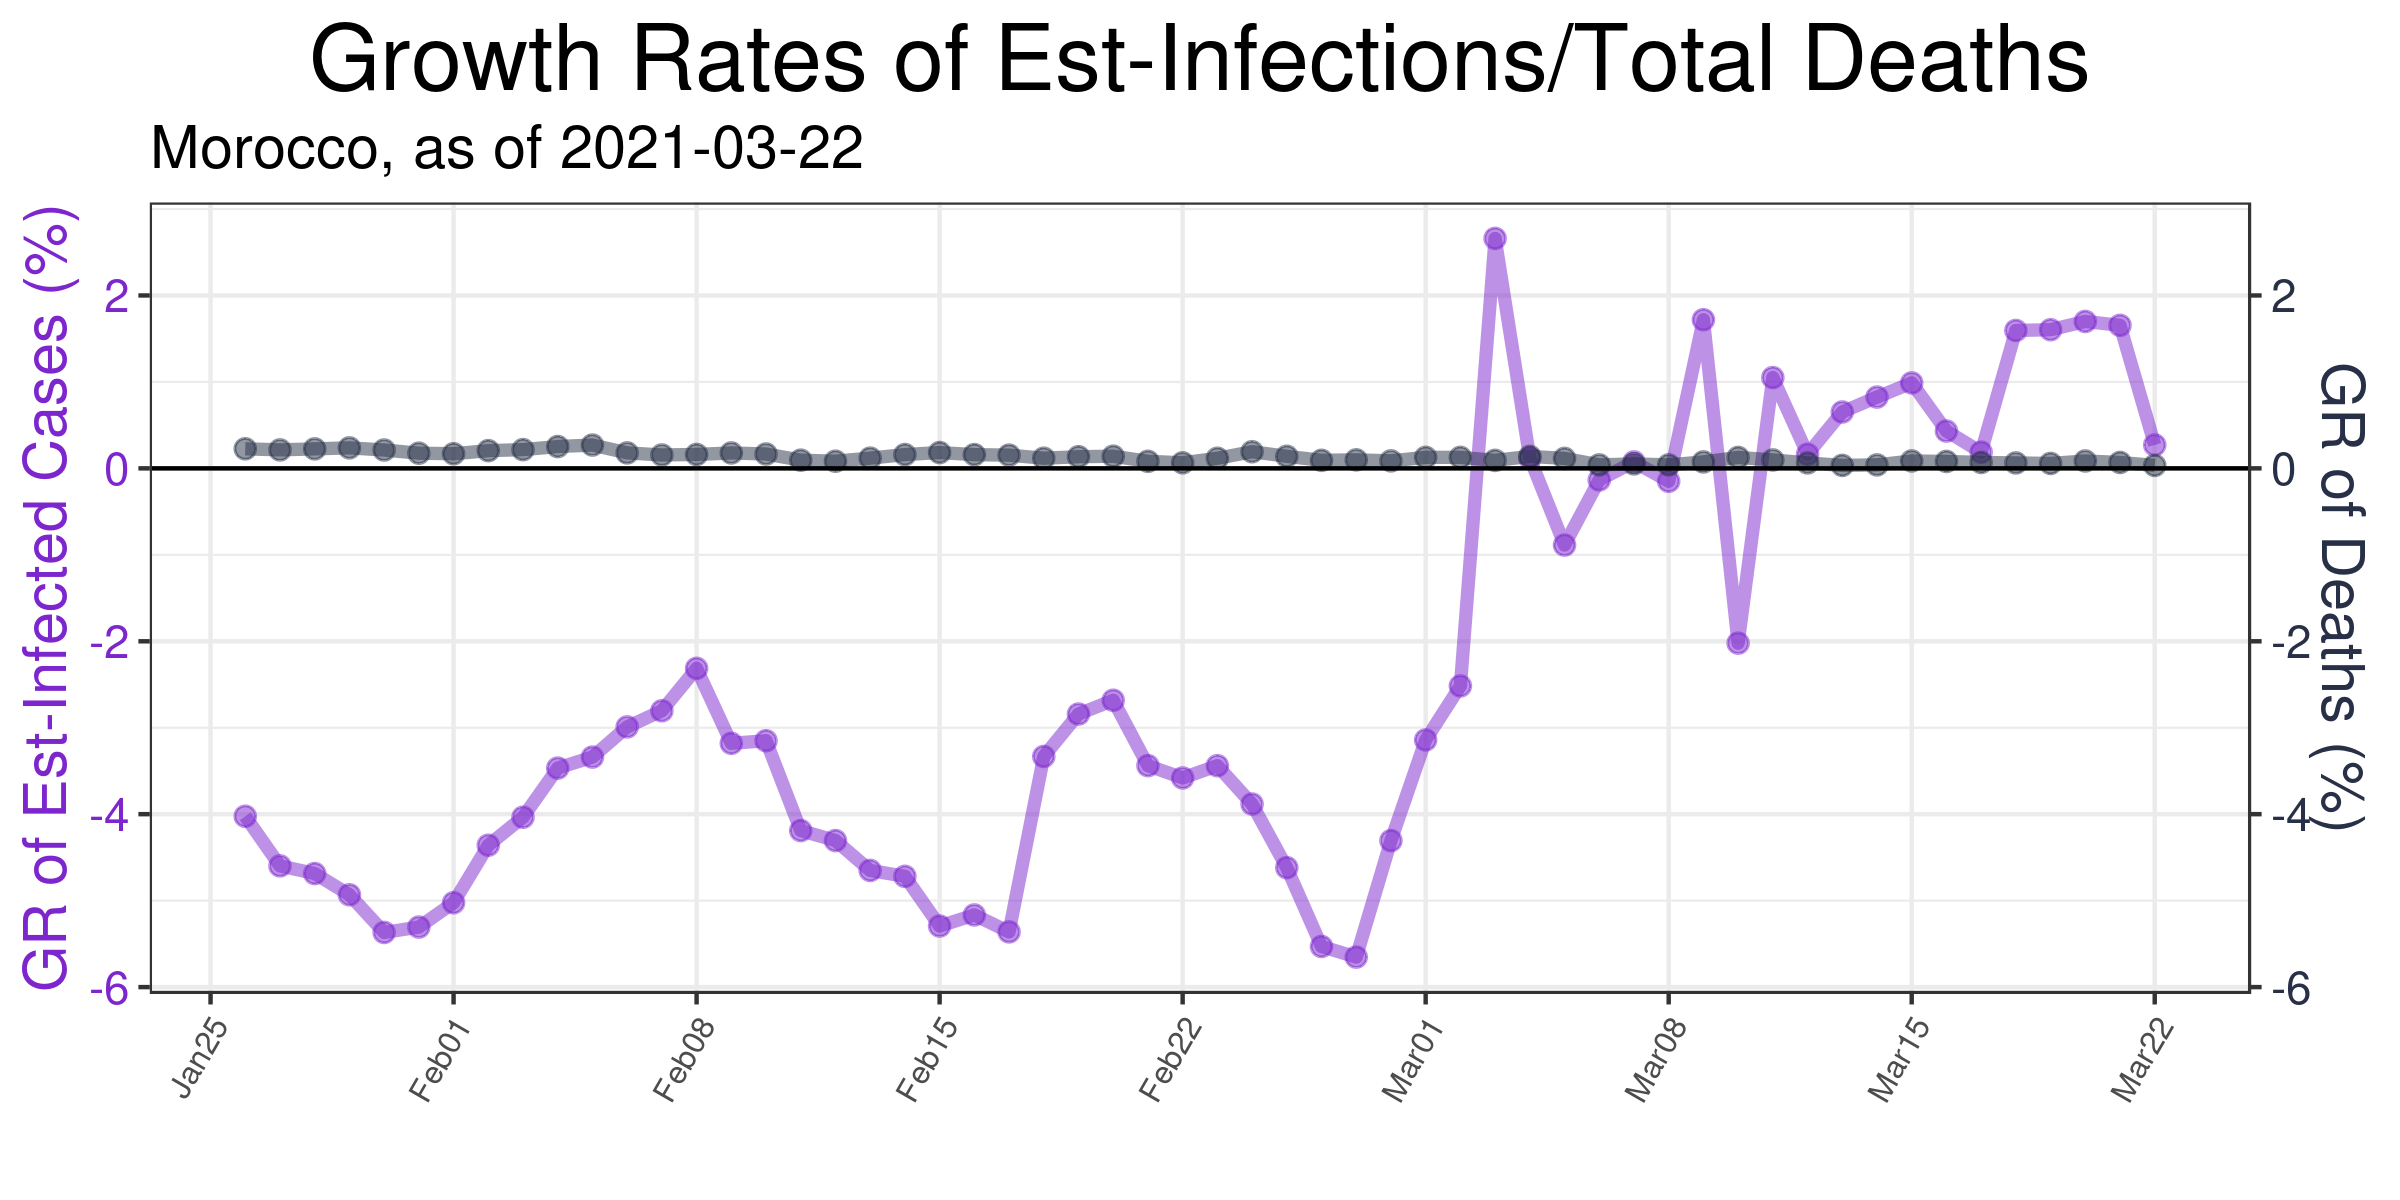 Growth Rates of Est-Infections/Total Deaths
Morocco, as of 2021-03-22
GR of Est-Infected Cases (%)
2
0
-2
-4
-6
2
0
-2
-4
-6
GR of Deaths (%)
Jan25
Feb01
Feb08
Feb15
Feb22
Mar01
Mar08
Mar15
Mar22